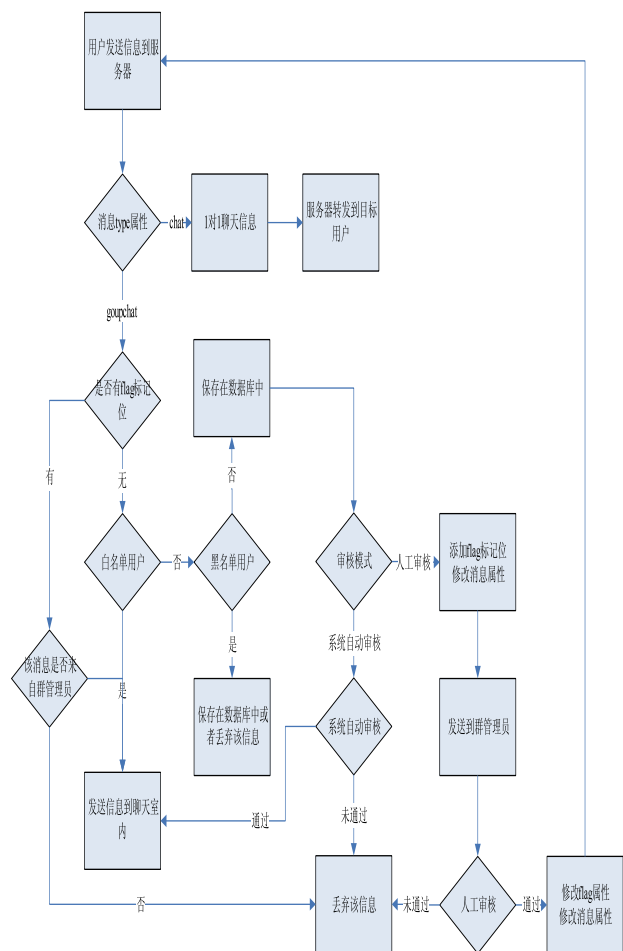 用户发送信息到服
务器
消息type属性
chat
1对1聊天信息
服务器转发到目标
用户
goupchat
是否有flag标记
位
保存在数据库中
有
无
否
白名单用户
否
黑名单用户
审核模式
人工审核
添加flag标记位
修改消息属性
是
系统自动审核
该消息是否来
自群管理员
是
保存在数据库中或
者丢弃该信息
系统自动审核
发送到群管理员
发送信息到聊天室
内
通过
未通过
否
丢弃该信息
未通过
人工审核
通过
修改flag属性
修改消息属性